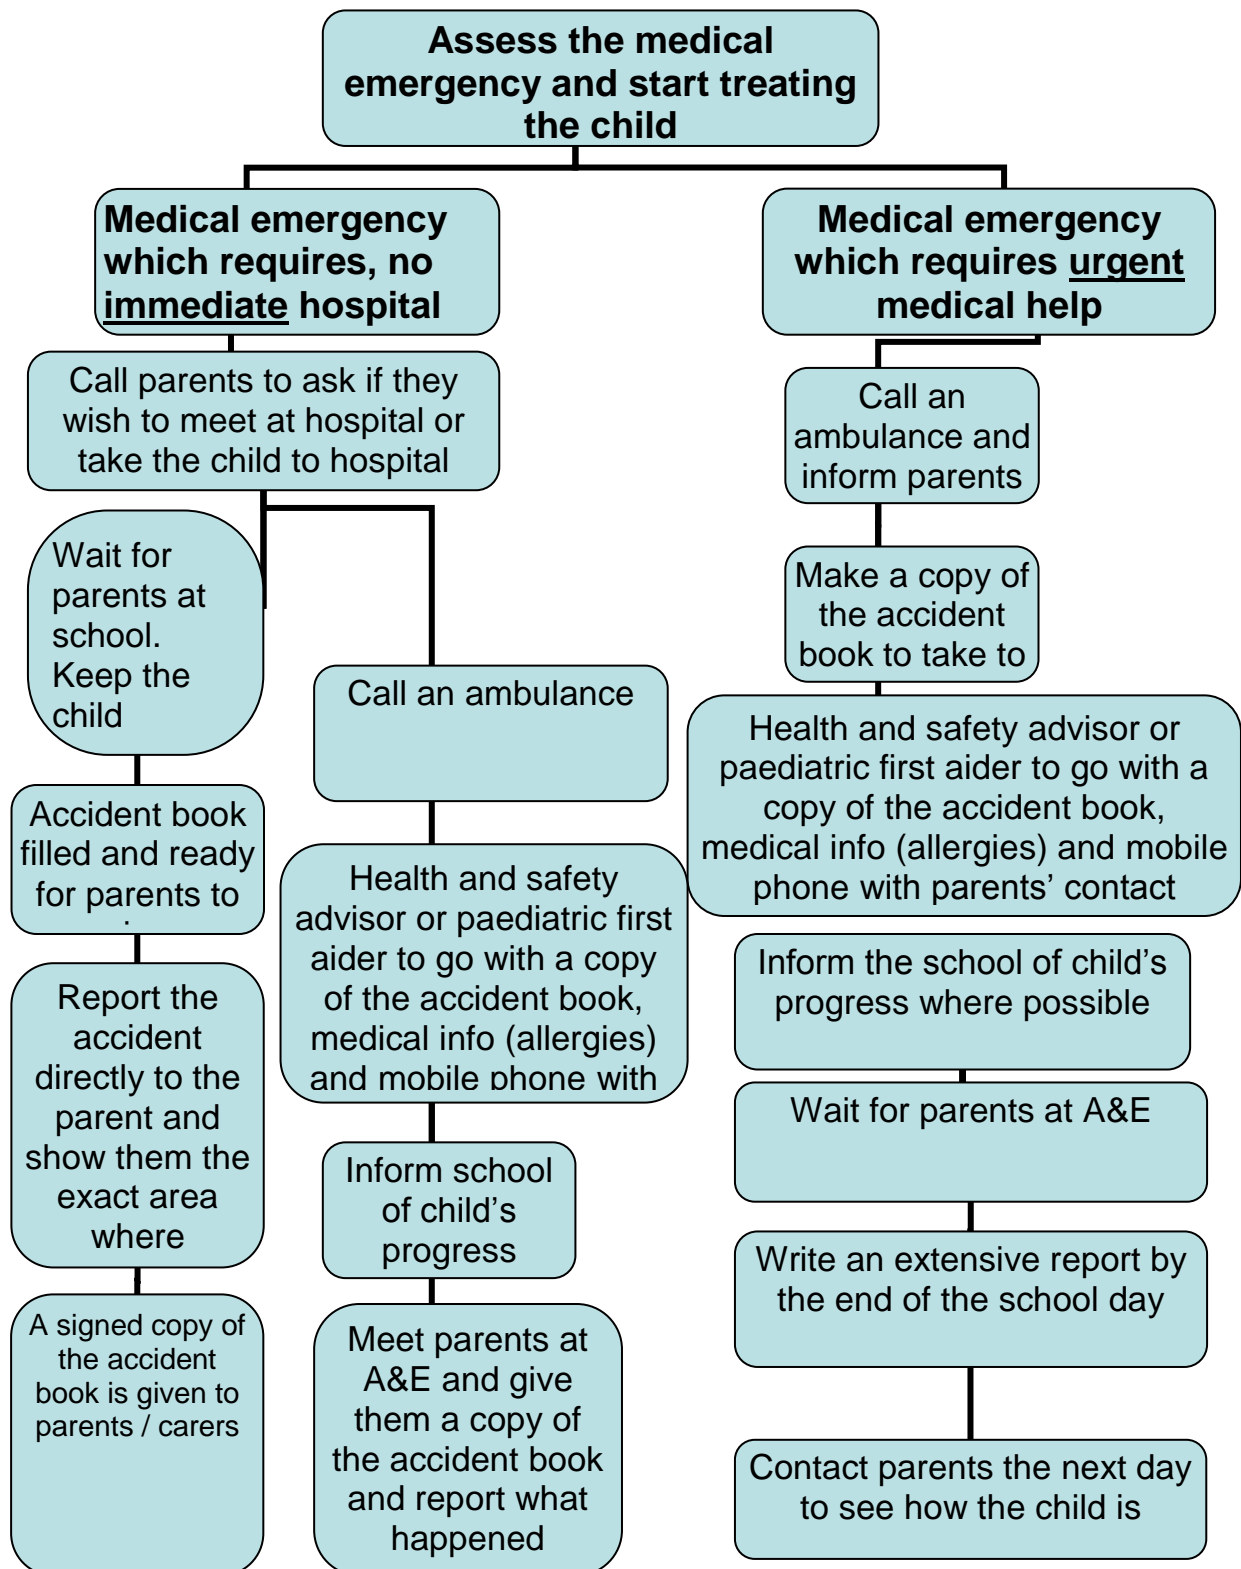 Assess the medical
emergency and start treating
the child
Medical emergency
which requires, no
immediate hospital
Call parents to ask if they
wish to meet at hospital or
take the child to hospital
Wait for
parents at
school.
Keep the
child
Accident book
filled and ready
for parents to
Report the
accident
directly to the
parent and
show them the
exact area
where
A signed copy of
the accident
book is given to
parents / carers
Call an ambulance
Health and safety
advisor or paediatric first
aider to go with a copy
of the accident book,
medical info (allergies)
and mobile phone with
Inform school
of child’s
progress
Meet parents at
A&E and give
them a copy of
the accident book
and report what
happened
Medical emergency
which requires urgent
medical help
Call an
ambulance and
inform parents
Make a copy of
the accident
book to take to
Health and safety advisor or
paediatric first aider to go with a
copy of the accident book,
medical info (allergies) and mobile
phone with parents’ contact
Inform the school of child’s
progress where possible
Wait for parents at A&E
Write an extensive report by
the end of the school day
Contact parents the next day
to see how the child is